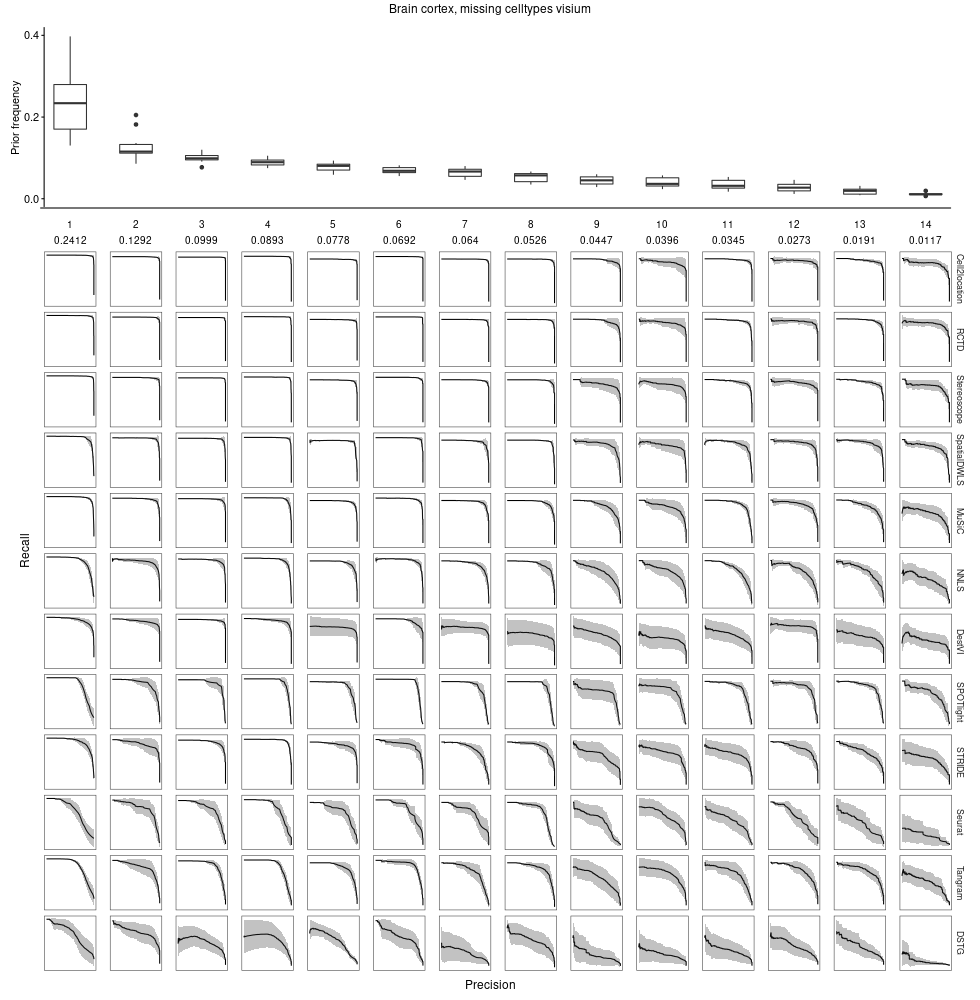 Brain cortex, missing celltypes visium
Prior frequency
0.4
0.2
0.0
1 2 3 4 5 6 7 8 9 10 11 12 13 14
0.2412 0.1292 0.0999 0.0893 0.0778 0.0692 0.064 0.0526 0.0447 0.0396 0.0345 0.0273 0.0191 0.0117
Recall
Cell2location
RCTD
Stereoscope
SpatialDWLS
MuSiC
NNLS
DestVI
SPOTlight
STRIDE
Seurat
Tangram
DSTG
Precision